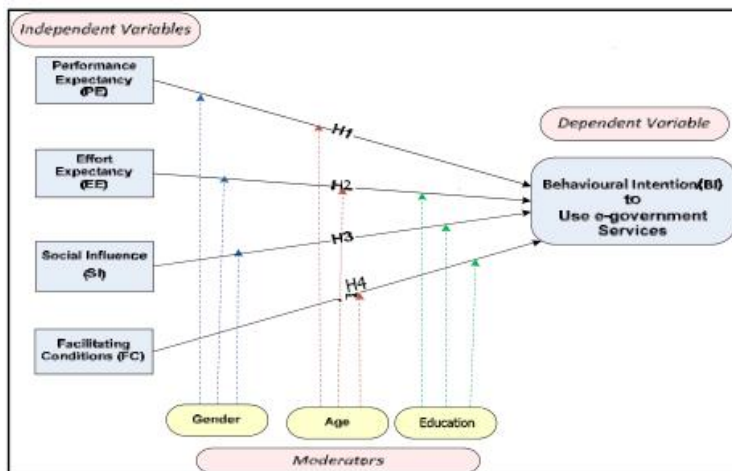 Independent Variables
Performance
Expectancy
(PE)
H1
Dependent Variable
Effort
Expectancy
(EE)
H2
Behavioural Intention(BI)
to
Use e-government
Services
H3
Social Influence
(SI)
H4
Facilitating
Conditions (FC)
Gender
Age
Education
Moderators